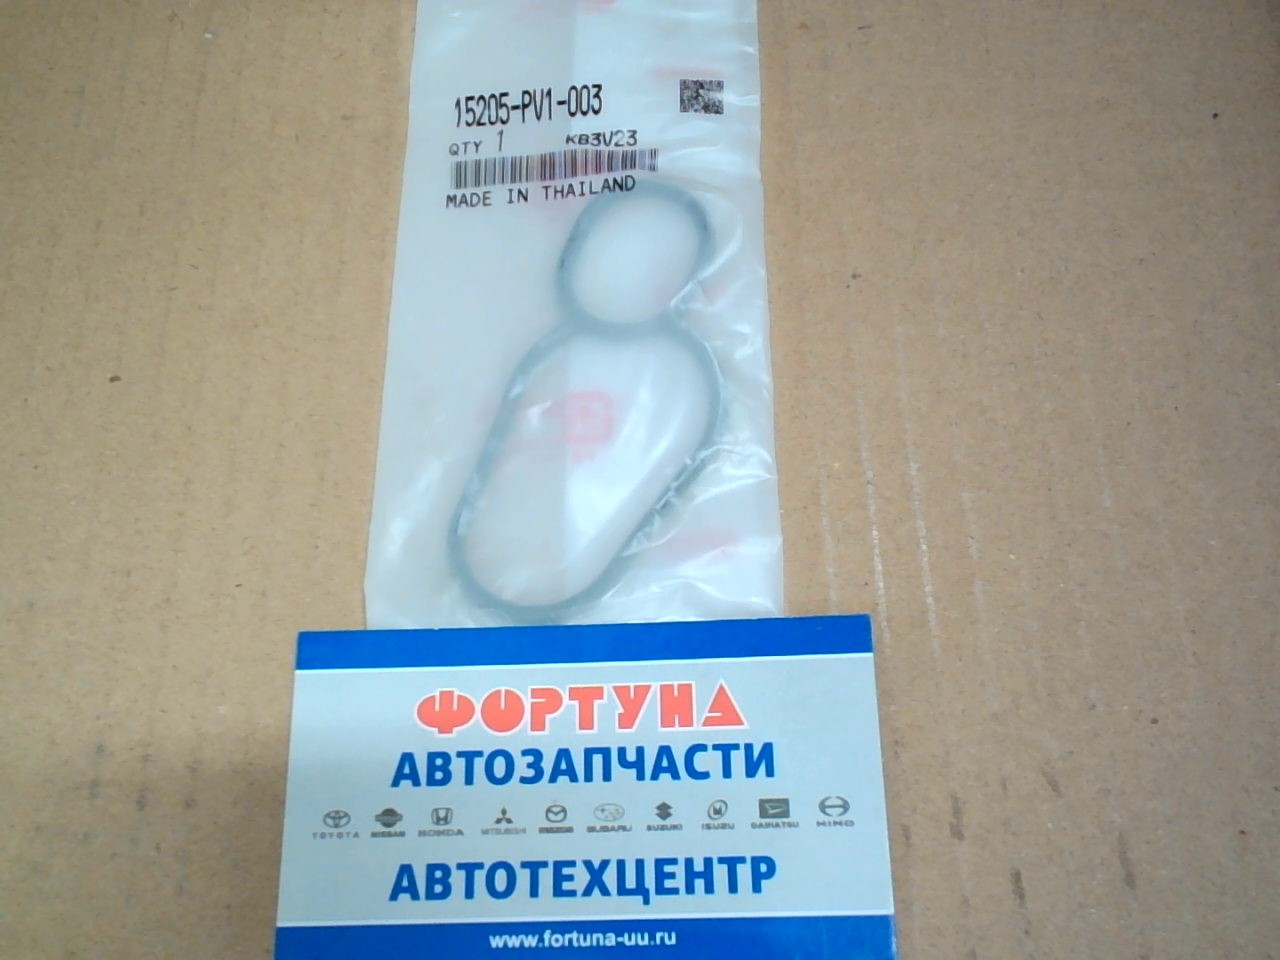 15205-PV1-003
QTY 1 KB3V23
MADE IN THAILAND
ФОРТУНА
АВТОЗАПЧАСТИ
TOYOTA NISSAN HONDA MITSUBISHI MAZDA SUBARU SUZUKI ISUZU DAIHATSU HINO
АВТОТЕХЦЕНТР
www.fortuna-uu.ru